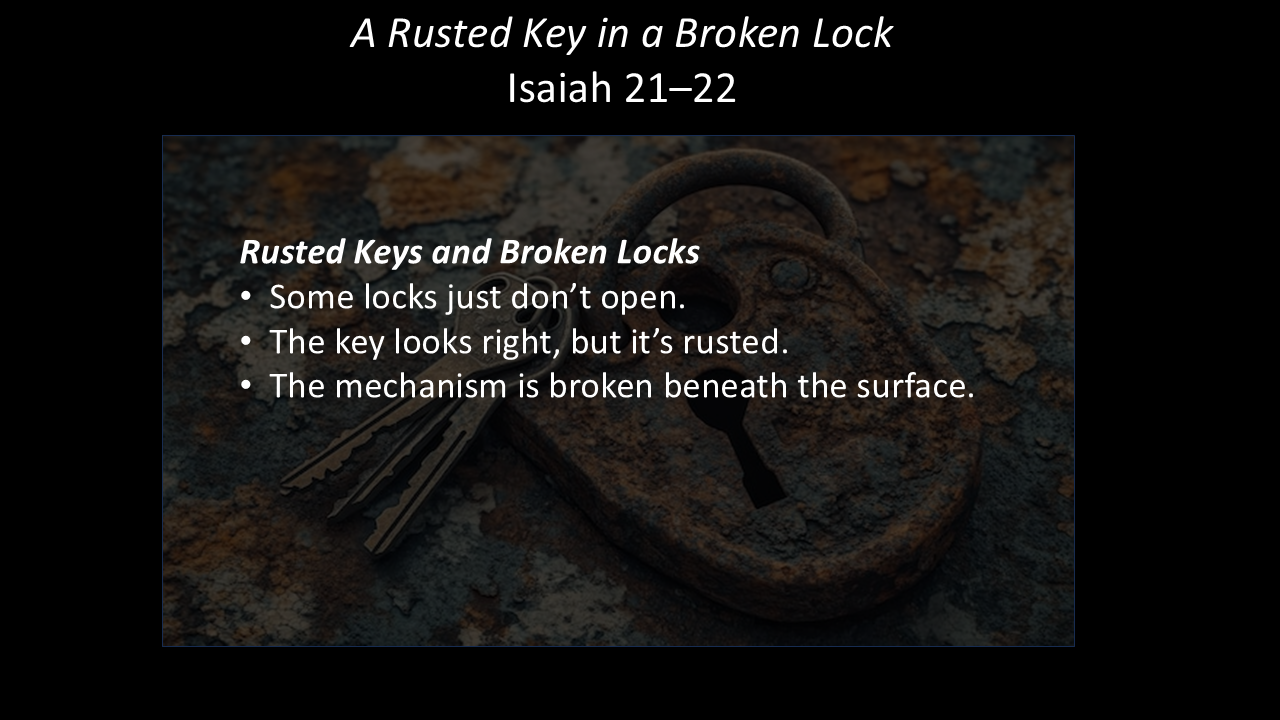 A Rusted Key in a Broken Lock
Isaiah 21–22
Rusted Keys and Broken Locks
• Some locks just don’t open.
• The key looks right, but it’s rusted.
• The mechanism is broken beneath the surface.